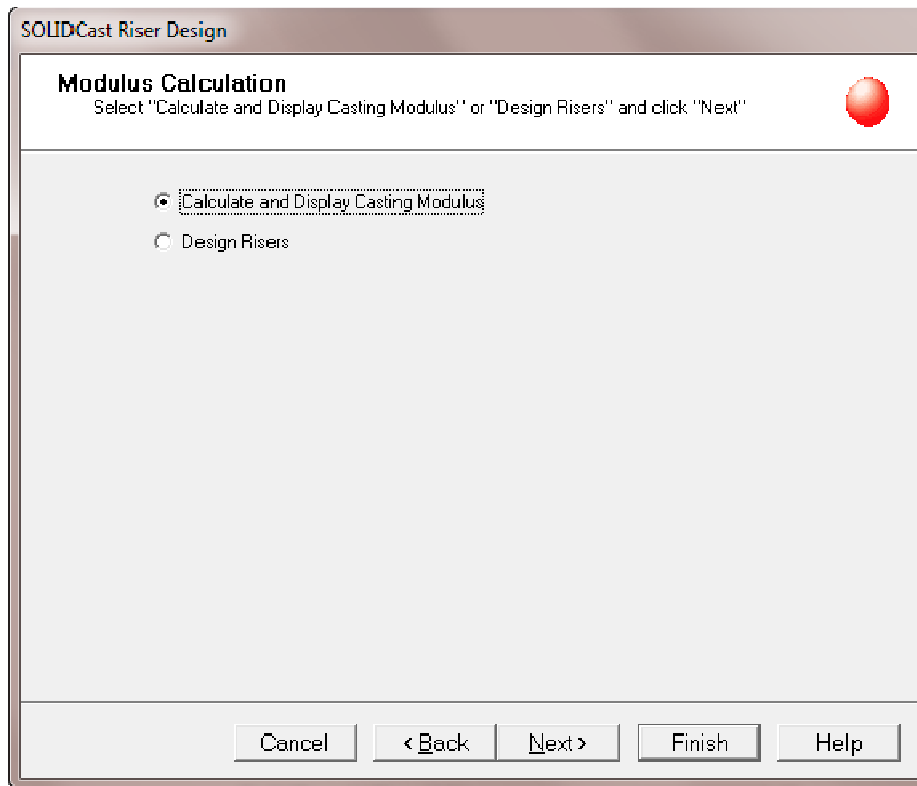 SOLIDCast Riser Design
Modulus Calculation
Select "Calculate and Display Casting Modulus" or "Design Risers" and click "Next"
Calculate and Display Casting Modulus
Design Risers
Cancel
< Back
Next >
Finish
Help